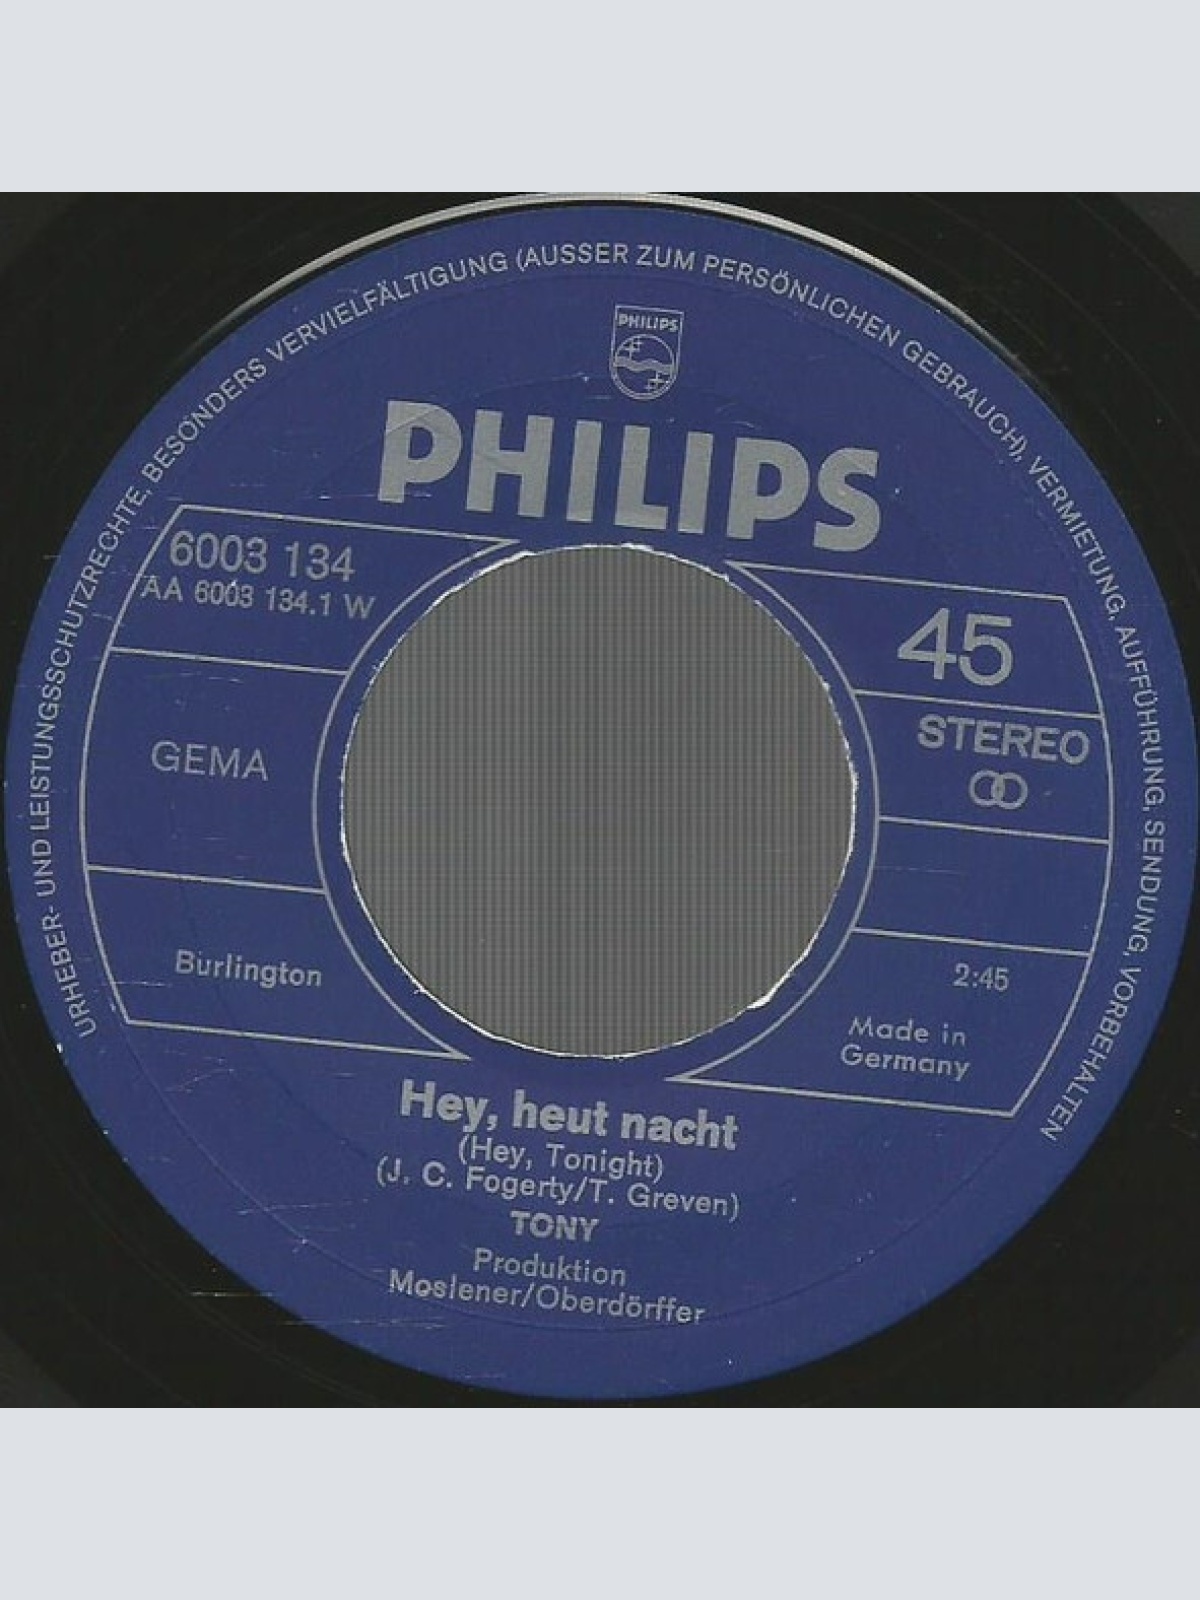 URHEBER- UND LEISTUNGSSCHUTZRECHTE, BESONDERS VERVIELFÄLTIGUNG (AUSSER ZUM PERSÖNLICHEN GEBRAUCH), VERMIETUNG, AUFFÜHRUNG, SENDUNG, VORBEHALTEN
PHILIPS
PHILIPS
6003 134
AA 6003 134.1 W
45
STEREO
GEMA
Burlington
2:45
Made in
Germany
Hey, heut nacht
(Hey, Tonight)
(J. C. Fogerty/T. Greven)
TONY
Produktion
Moslener/Oberdörffer